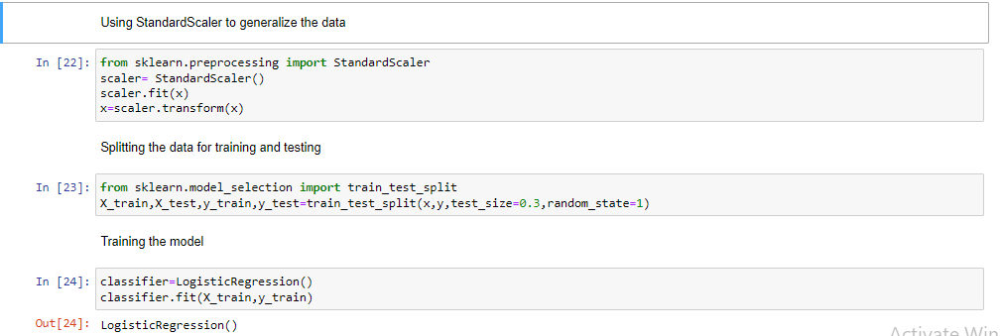 Using StandardScaler to generalize the data
In [22]: from sklearn.preprocessing import StandardScaler
scaler= StandardScaler()
scaler.fit(x)
x=scaler.transform(x)
Splitting the data for training and testing
In [23]: from sklearn.model_selection import train_test_split
X_train,X_test,y_train,y_test=train_test_split(x,y,test_size=0.3,random_state=1)
Training the model
In [24]: classifier=LogisticRegression()
classifier.fit(X_train,y_train)
Out[24]: LogisticRegression()
Activate Win